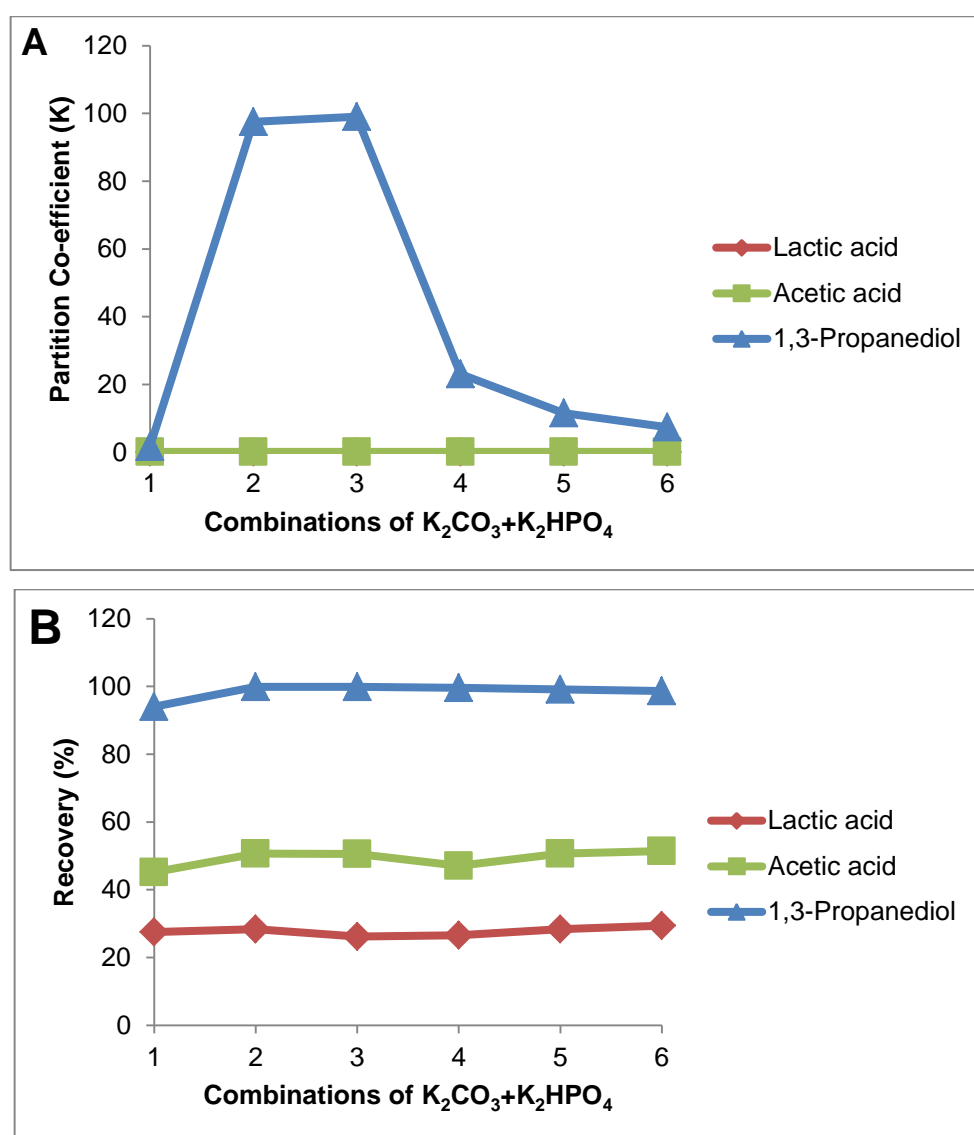 A
120
100
80
60
40
20
0
Partition Co-efficient (K)
1 2 3 4 5 6
Combinations of K₂CO₃+K₂HPO₄
Lactic acid
Acetic acid
1,3-Propanediol
B
120
100
80
60
40
20
0
Recovery (%)
1 2 3 4 5 6
Combinations of K₂CO₃+K₂HPO₄
Lactic acid
Acetic acid
1,3-Propanediol